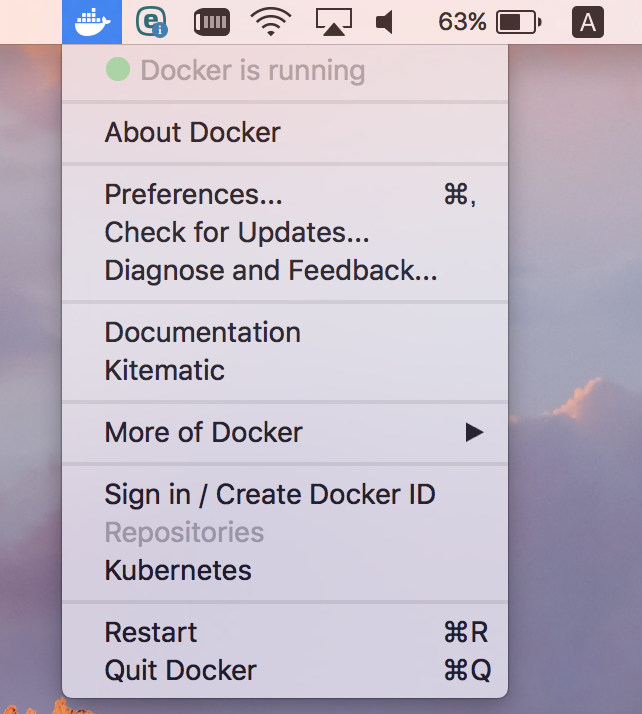 63%
A
Docker is running
About Docker
Preferences... ⌘,
Check for Updates...
Diagnose and Feedback...
Documentation
Kitematic
More of Docker ▶
Sign in / Create Docker ID
Repositories
Kubernetes
Restart ⌘R
Quit Docker ⌘Q